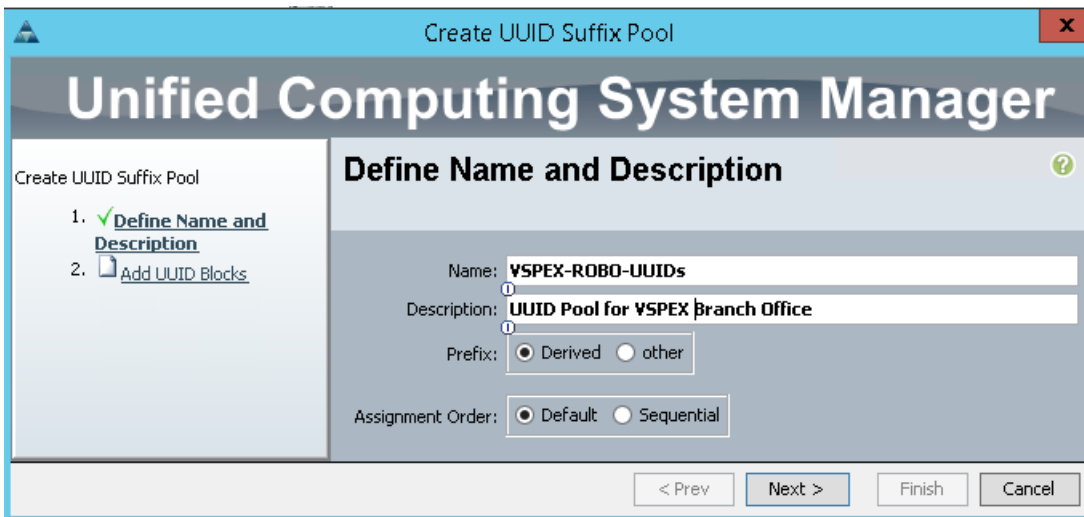 Create UUID Suffix Pool
x
Unified Computing System Manager
Create UUID Suffix Pool
1. Define Name and
Description
2. Add UUID Blocks
Define Name and Description
?
Name: VSPEX-ROBO-UUIDs
Description: UUID Pool for VSPEX Branch Office
Prefix: Derived other
Assignment Order: Default Sequential
< Prev Next > Finish Cancel